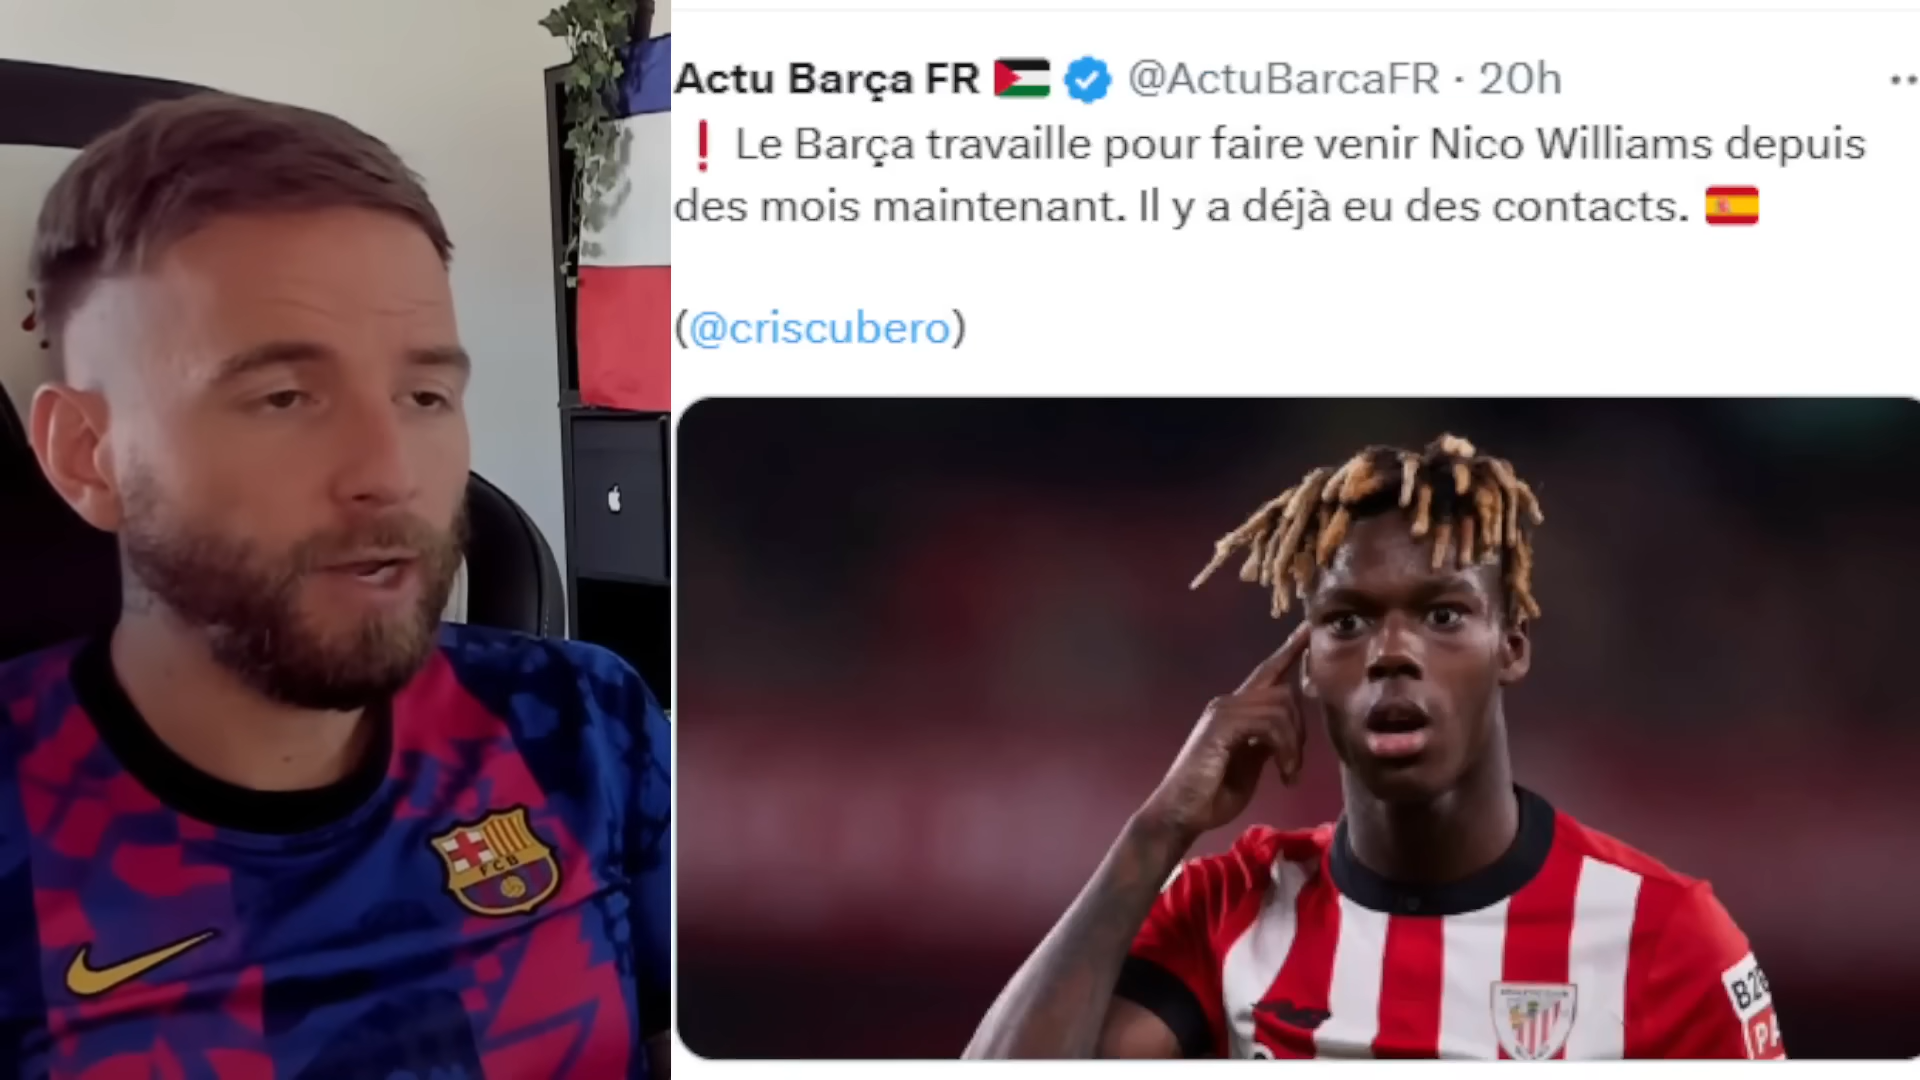 Actu Barça FR @ActuBarcaFR · 20h
❗ Le Barça travaille pour faire venir Nico Williams depuis
des mois maintenant. Il y a déjà eu des contacts. 🇪🇸
(@criscubero)
FCB